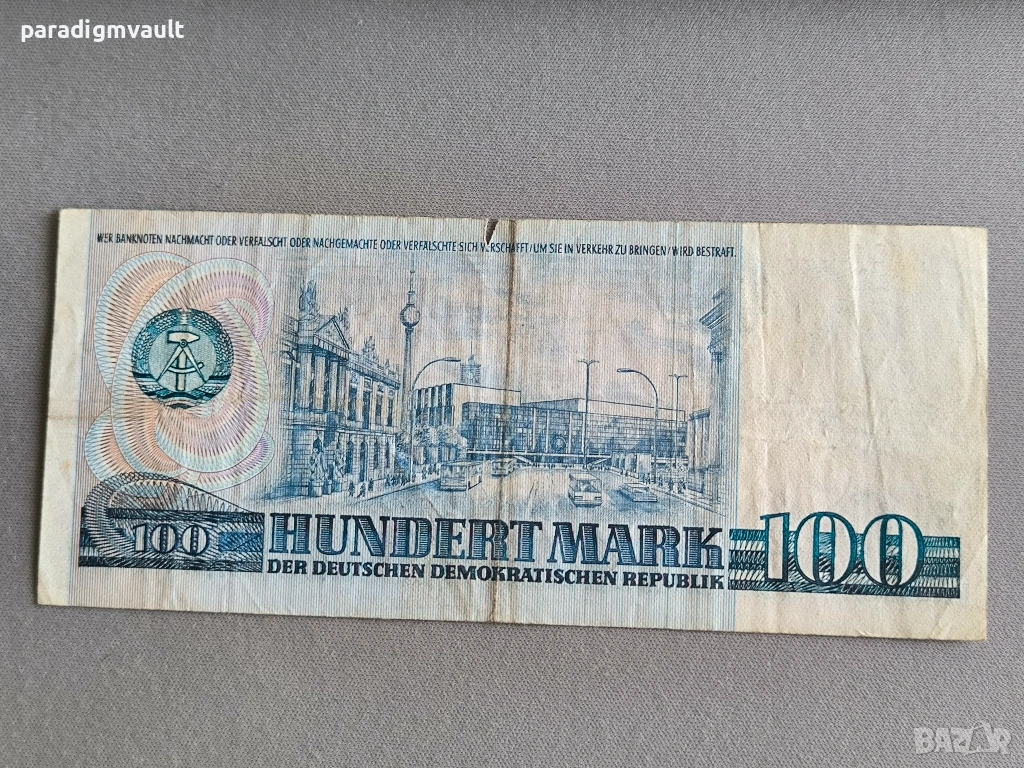 paradigmvault
WER BANKNOTEN NACHMACHT ODER VERFÄLSCHT ODER NACHGEMACHTE ODER VERFÄLSCHTE SICH VERSCHAFFT/UM SIE IN VERKEHR ZU BRINGEN/WIRD BESTRAFT.
100
HUNDERT MARK
DER DEUTSCHEN DEMOKRATISCHEN REPUBLIK
100
BAZAR